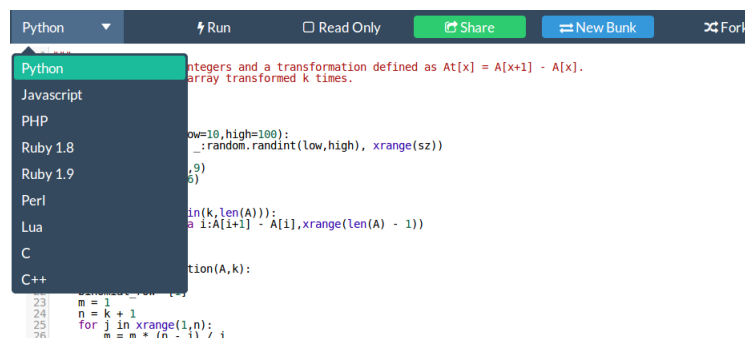 Python Run Read Only Share New Bunk Fork
Python
ntegers and a transformation defined as At[x] = A[x+1] - A[x].
array transformed k times.
Javascript
PHP
ow=10,high=100):
Ruby 1.8
_:random.randint(low,high), xrange(sz))
Ruby 1.9
,9)
6)
Perl
in(k,len(A))):
Lua
a i:A[i+1] - A[i],xrange(len(A) - 1))
C
tion(A,k):
C++
23 m = 1
24 n = k + 1
25 for j in xrange(1,n):
26 m = m * (n - j) / j